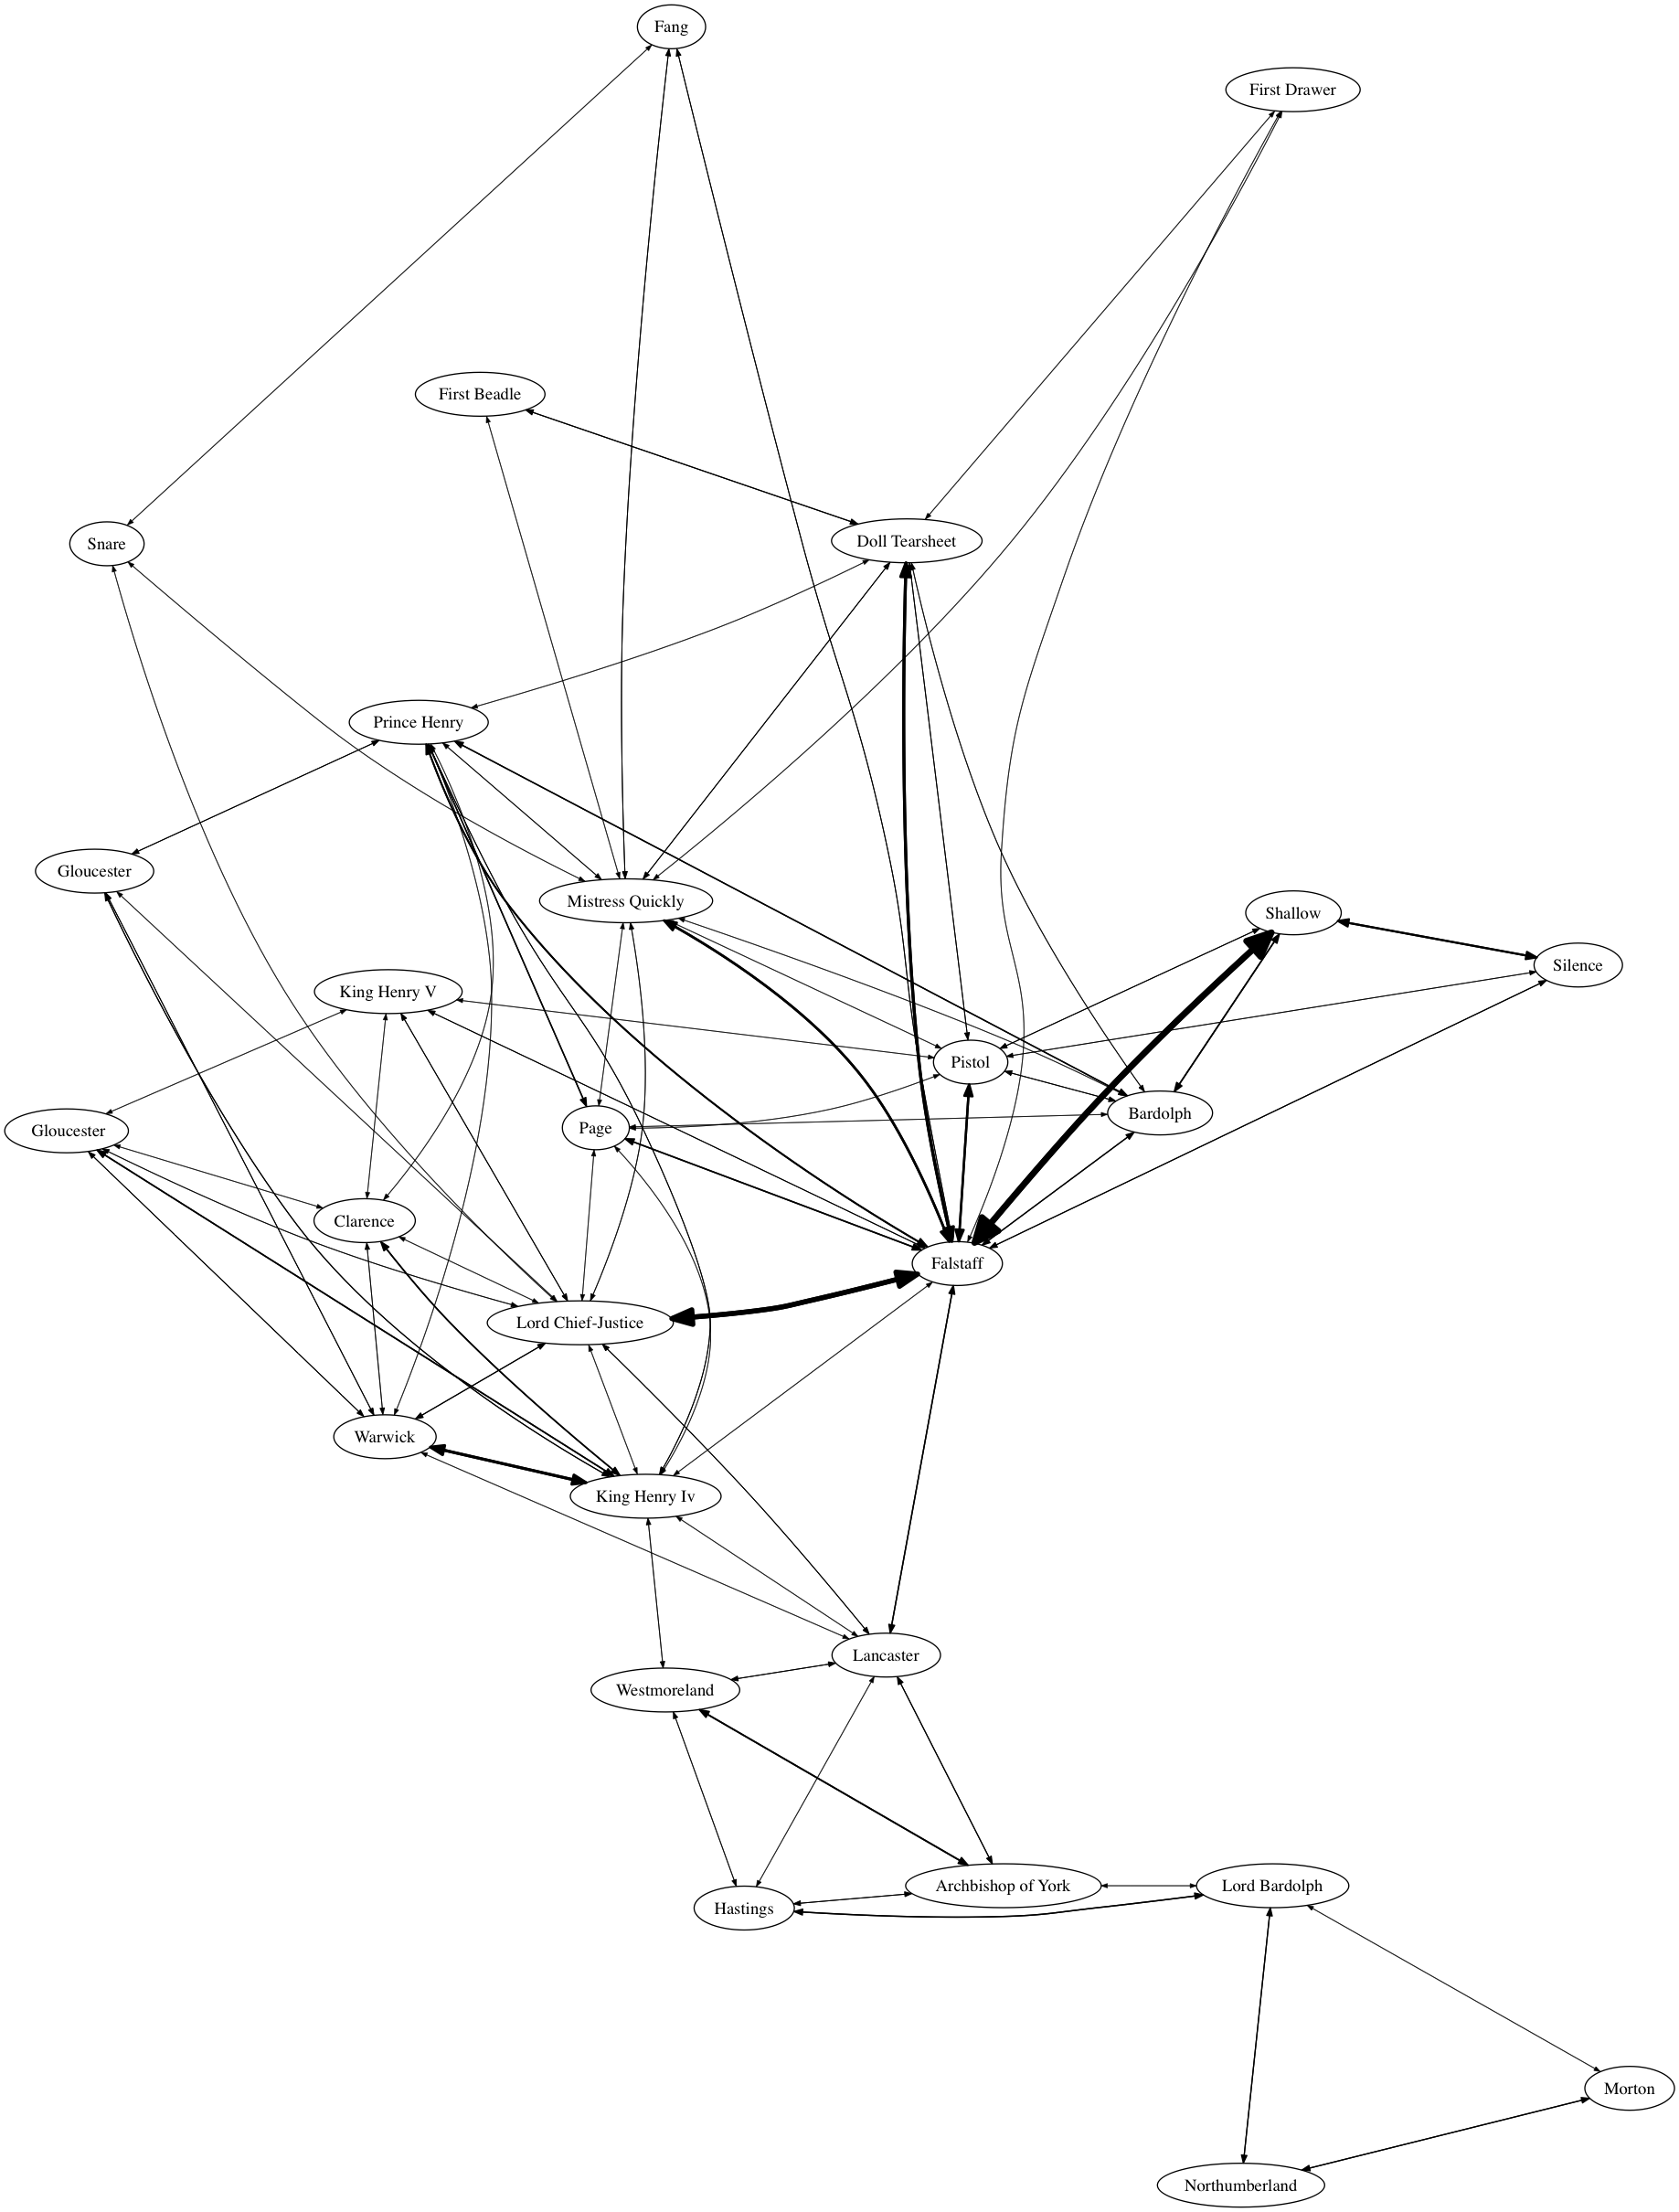 Fang
First Drawer
First Beadle
Doll Tearsheet
Snare
Prince Henry
Gloucester
Mistress Quickly
Shallow
Silence
King Henry V
Pistol
Bardolph
Page
Gloucester
Clarence
Falstaff
Lord Chief-Justice
Warwick
King Henry Iv
Lancaster
Westmoreland
Archbishop of York
Lord Bardolph
Hastings
Morton
Northumberland